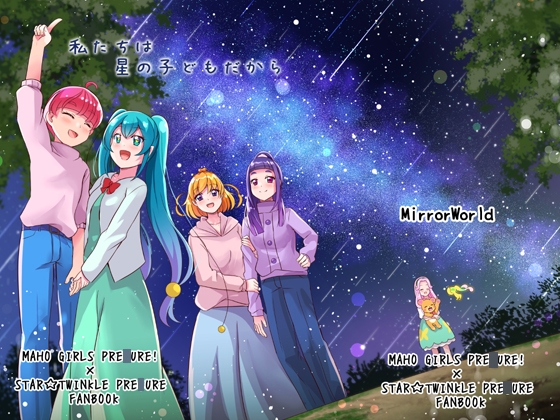 私たちは
星の子どもだから
MirrorWorld
MAHO GIRLS PRE URE!
×
STAR☆TWINKLE PRE URE
FANBOOK
MAHO GIRLS PRE URE!
×
STAR☆TWINKLE PRE URE
FANBOOK